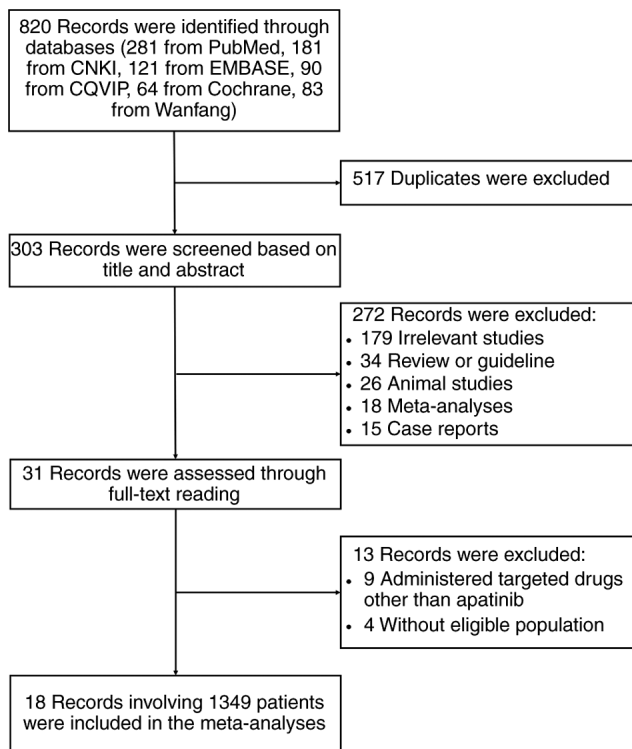 820 Records were identified through
databases (281 from PubMed, 181
from CNKI, 121 from EMBASE, 90
from CQVIP, 64 from Cochrane, 83
from Wanfang)
517 Duplicates were excluded
303 Records were screened based on
title and abstract
272 Records were excluded:
• 179 Irrelevant studies
• 34 Review or guideline
• 26 Animal studies
• 18 Meta-analyses
• 15 Case reports
31 Records were assessed through
full-text reading
13 Records were excluded:
• 9 Administered targeted drugs
other than apatinib
• 4 Without eligible population
18 Records involving 1349 patients
were included in the meta-analyses